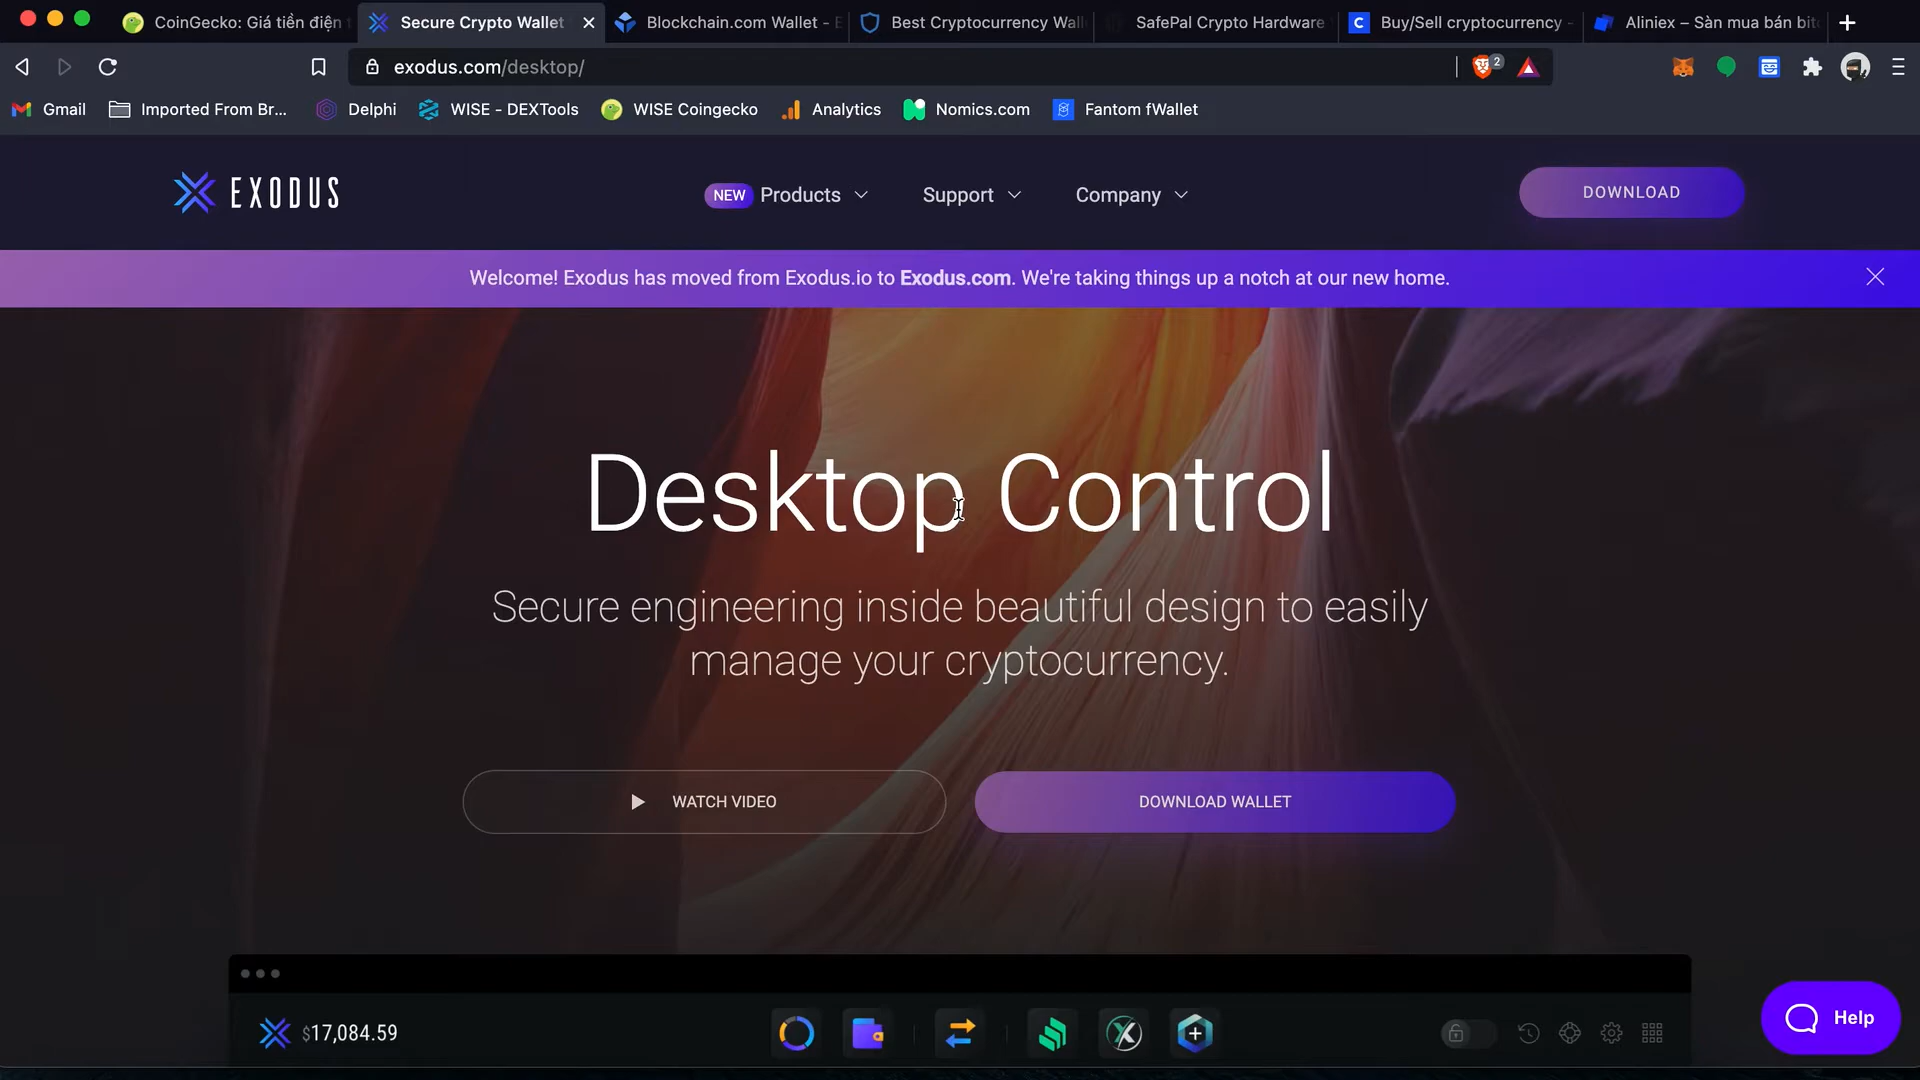 CoinGecko: Giá tiền điện
Secure Crypto Wallet
Blockchain.com Wallet -
Best Cryptocurrency Wall
SafePal Crypto Hardware
Buy/Sell cryptocurrency -
Aliniex – Sàn mua bán bit
exodus.com/desktop/
2
Gmail
Imported From Br...
Delphi
WISE - DEXTools
WISE Coingecko
Analytics
Nomics.com
Fantom fWallet
EXODUS
NEW Products
Support
Company
DOWNLOAD
Welcome! Exodus has moved from Exodus.io to Exodus.com. We're taking things up a notch at our new home.
Desktop Control
Secure engineering inside beautiful design to easily
manage your cryptocurrency.
WATCH VIDEO
DOWNLOAD WALLET
$17,084.59
Help